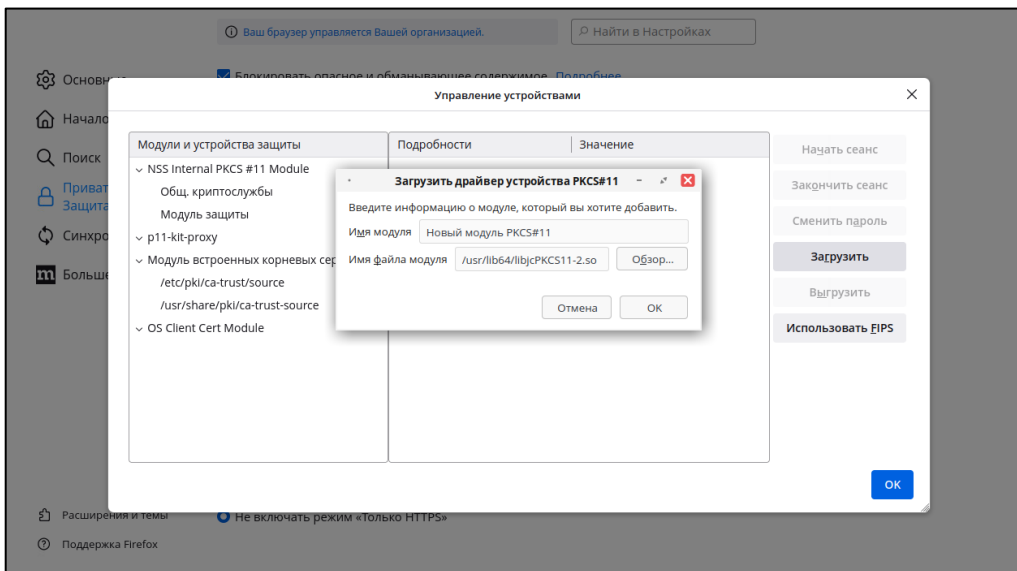 Ваш браузер управляется Вашей организацией.
Найти в Настройках
Основные
Блокировать опасное и обманывающее содержимое Подробнее
Управление устройствами
Начало
Модули и устройства защиты
Подробности
Значение
Начать сеанс
Поиск
NSS Internal PKCS #11 Module
Загрузить драйвер устройства PKCS#11
Общ. криптослужбы
Закончить сеанс
Приват
Защита
Введите информацию о модуле, который вы хотите добавить.
Модуль защиты
Сменить пароль
Имя модуля Новый модуль PKCS#11
Синхро
p11-kit-proxy
Модуль встроенных корневых сер
Имя файла модуля /usr/lib64/libjcPKCS11-2.so Обзор...
Загрузить
m Больше
/etc/pki/ca-trust/source
Выгрузить
/usr/share/pki/ca-trust-source
Отмена OK
OS Client Cert Module
Использовать FIPS
OK
Расширения и темы
Не включать режим «Только HTTPS»
Поддержка Firefox